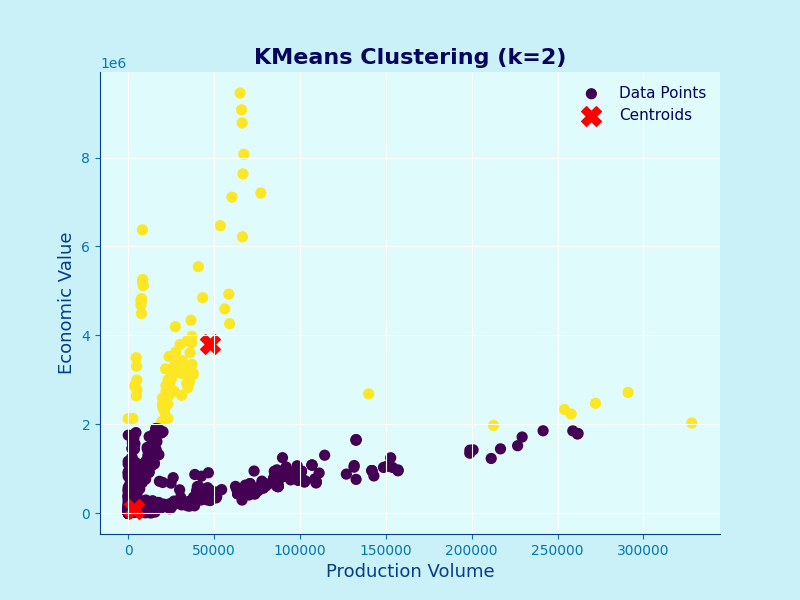 KMeans Clustering (k=2)
1e6
Data Points
Centroids
8
6
4
2
0
Economic Value
0 50000 100000 150000 200000 250000 300000
Production Volume